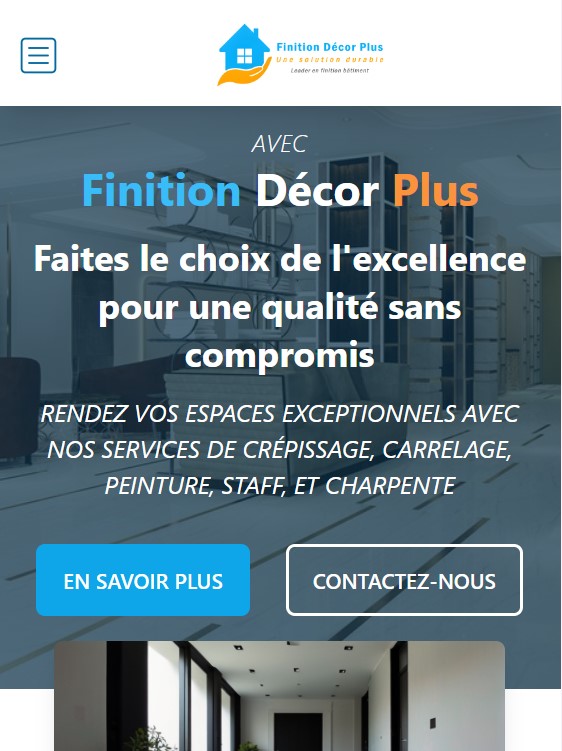 Finition Décor Plus
Une solution durable
Leader en finition bâtiment
AVEC
Finition Décor Plus
Faites le choix de l'excellence
pour une qualité sans
compromis
RENDEZ VOS ESPACES EXCEPTIONNELS AVEC
NOS SERVICES DE CRÉPISSAGE, CARRELAGE,
PEINTURE, STAFF, ET CHARPENTE
EN SAVOIR PLUS
CONTACTEZ-NOUS